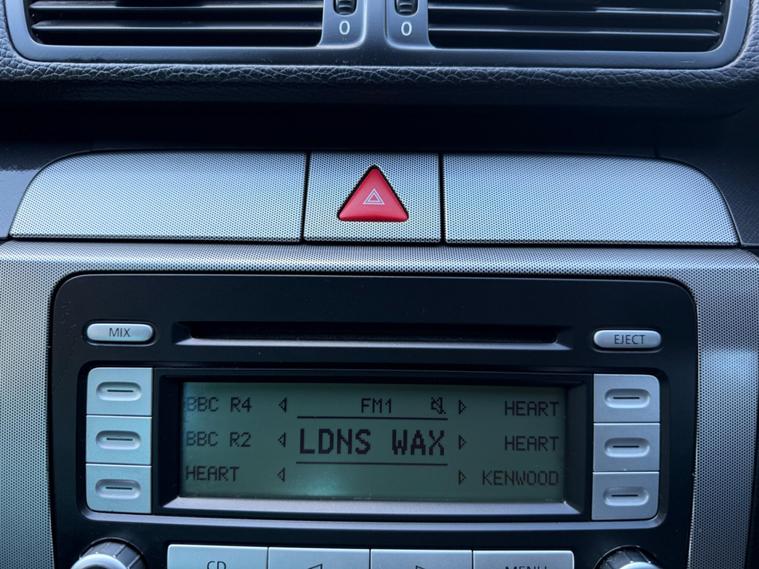 0 0
MIX EJECT
BBC R4 FM1 HEART
BBC R2 LDNS WAX HEART
HEART KENWOOD
CD MENU